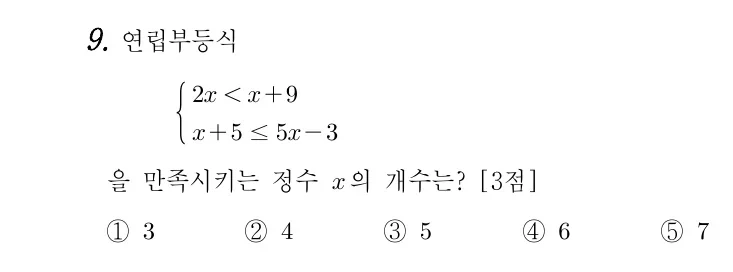 9. 연립부등식
2x < x+9
x+5 ≤ 5x−3
을 만족시키는 정수 x의 개수는? [3점]
① 3 ② 4 ③ 5 ④ 6 ⑤ 7